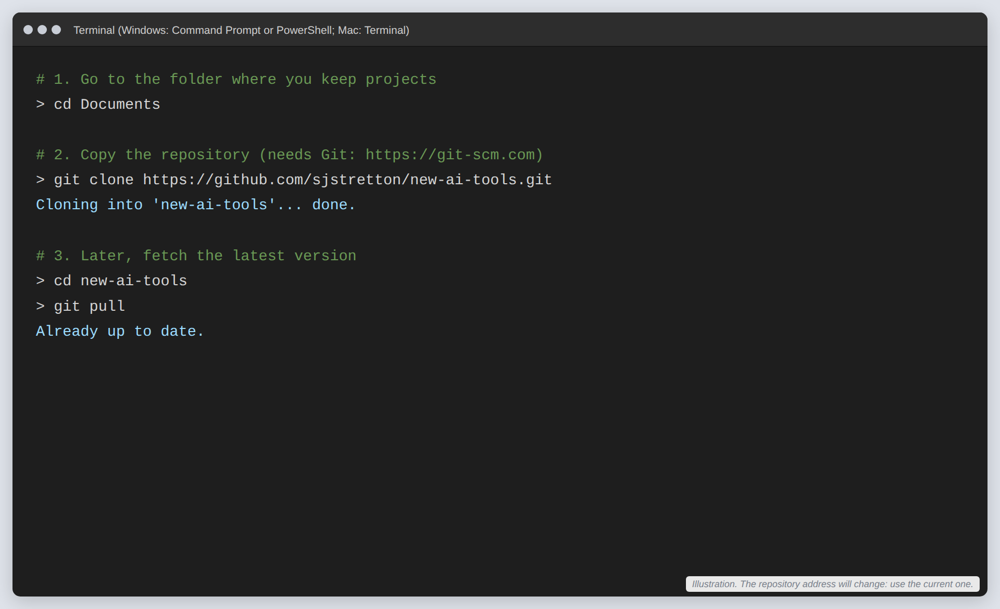 Terminal (Windows: Command Prompt or PowerShell; Mac: Terminal)
# 1. Go to the folder where you keep projects
> cd Documents
# 2. Copy the repository (needs Git: https://git-scm.com)
> git clone https://github.com/sjstretton/new-ai-tools.git
Cloning into 'new-ai-tools'... done.
# 3. Later, fetch the latest version
> cd new-ai-tools
> git pull
Already up to date.
Illustration. The repository address will change: use the current one.